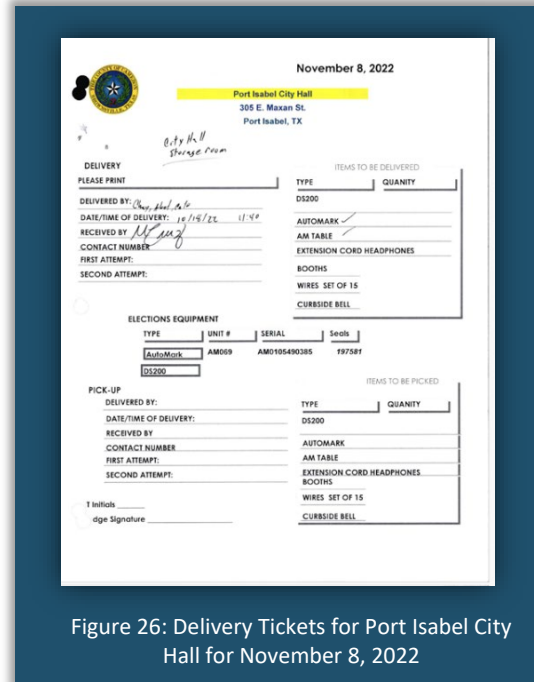 November 8, 2022
Port Isabel City Hall
305 E. Maxan St.
Port Isabel, TX
City Hall
Storage room
DELIVERY
PLEASE PRINT
ITEMS TO BE DELIVERED
TYPE QUANITY
DELIVERED BY:
DS200
DATE/TIME OF DELIVERY: 10/18/22 11:40
AUTOMARK ✓
RECEIVED BY
AM TABLE
CONTACT NUMBER
EXTENSION CORD HEADPHONES
FIRST ATTEMPT:
BOOTHS
SECOND ATTEMPT:
WIRES SET OF 15
CURBSIDE BELL
ELECTIONS EQUIPMENT
TYPE UNIT # SERIAL Seals
AutoMark AM069 AM0105490385 197581
DS200
PICK-UP
ITEMS TO BE PICKED
DELIVERED BY:
TYPE QUANITY
DATE/TIME OF DELIVERY:
DS200
RECEIVED BY
AUTOMARK
CONTACT NUMBER
AM TABLE
FIRST ATTEMPT:
EXTENSION CORD HEADPHONES
SECOND ATTEMPT:
BOOTHS
WIRES SET OF 15
T Initials
CURBSIDE BELL
dge Signature
Figure 26: Delivery Tickets for Port Isabel City
Hall for November 8, 2022